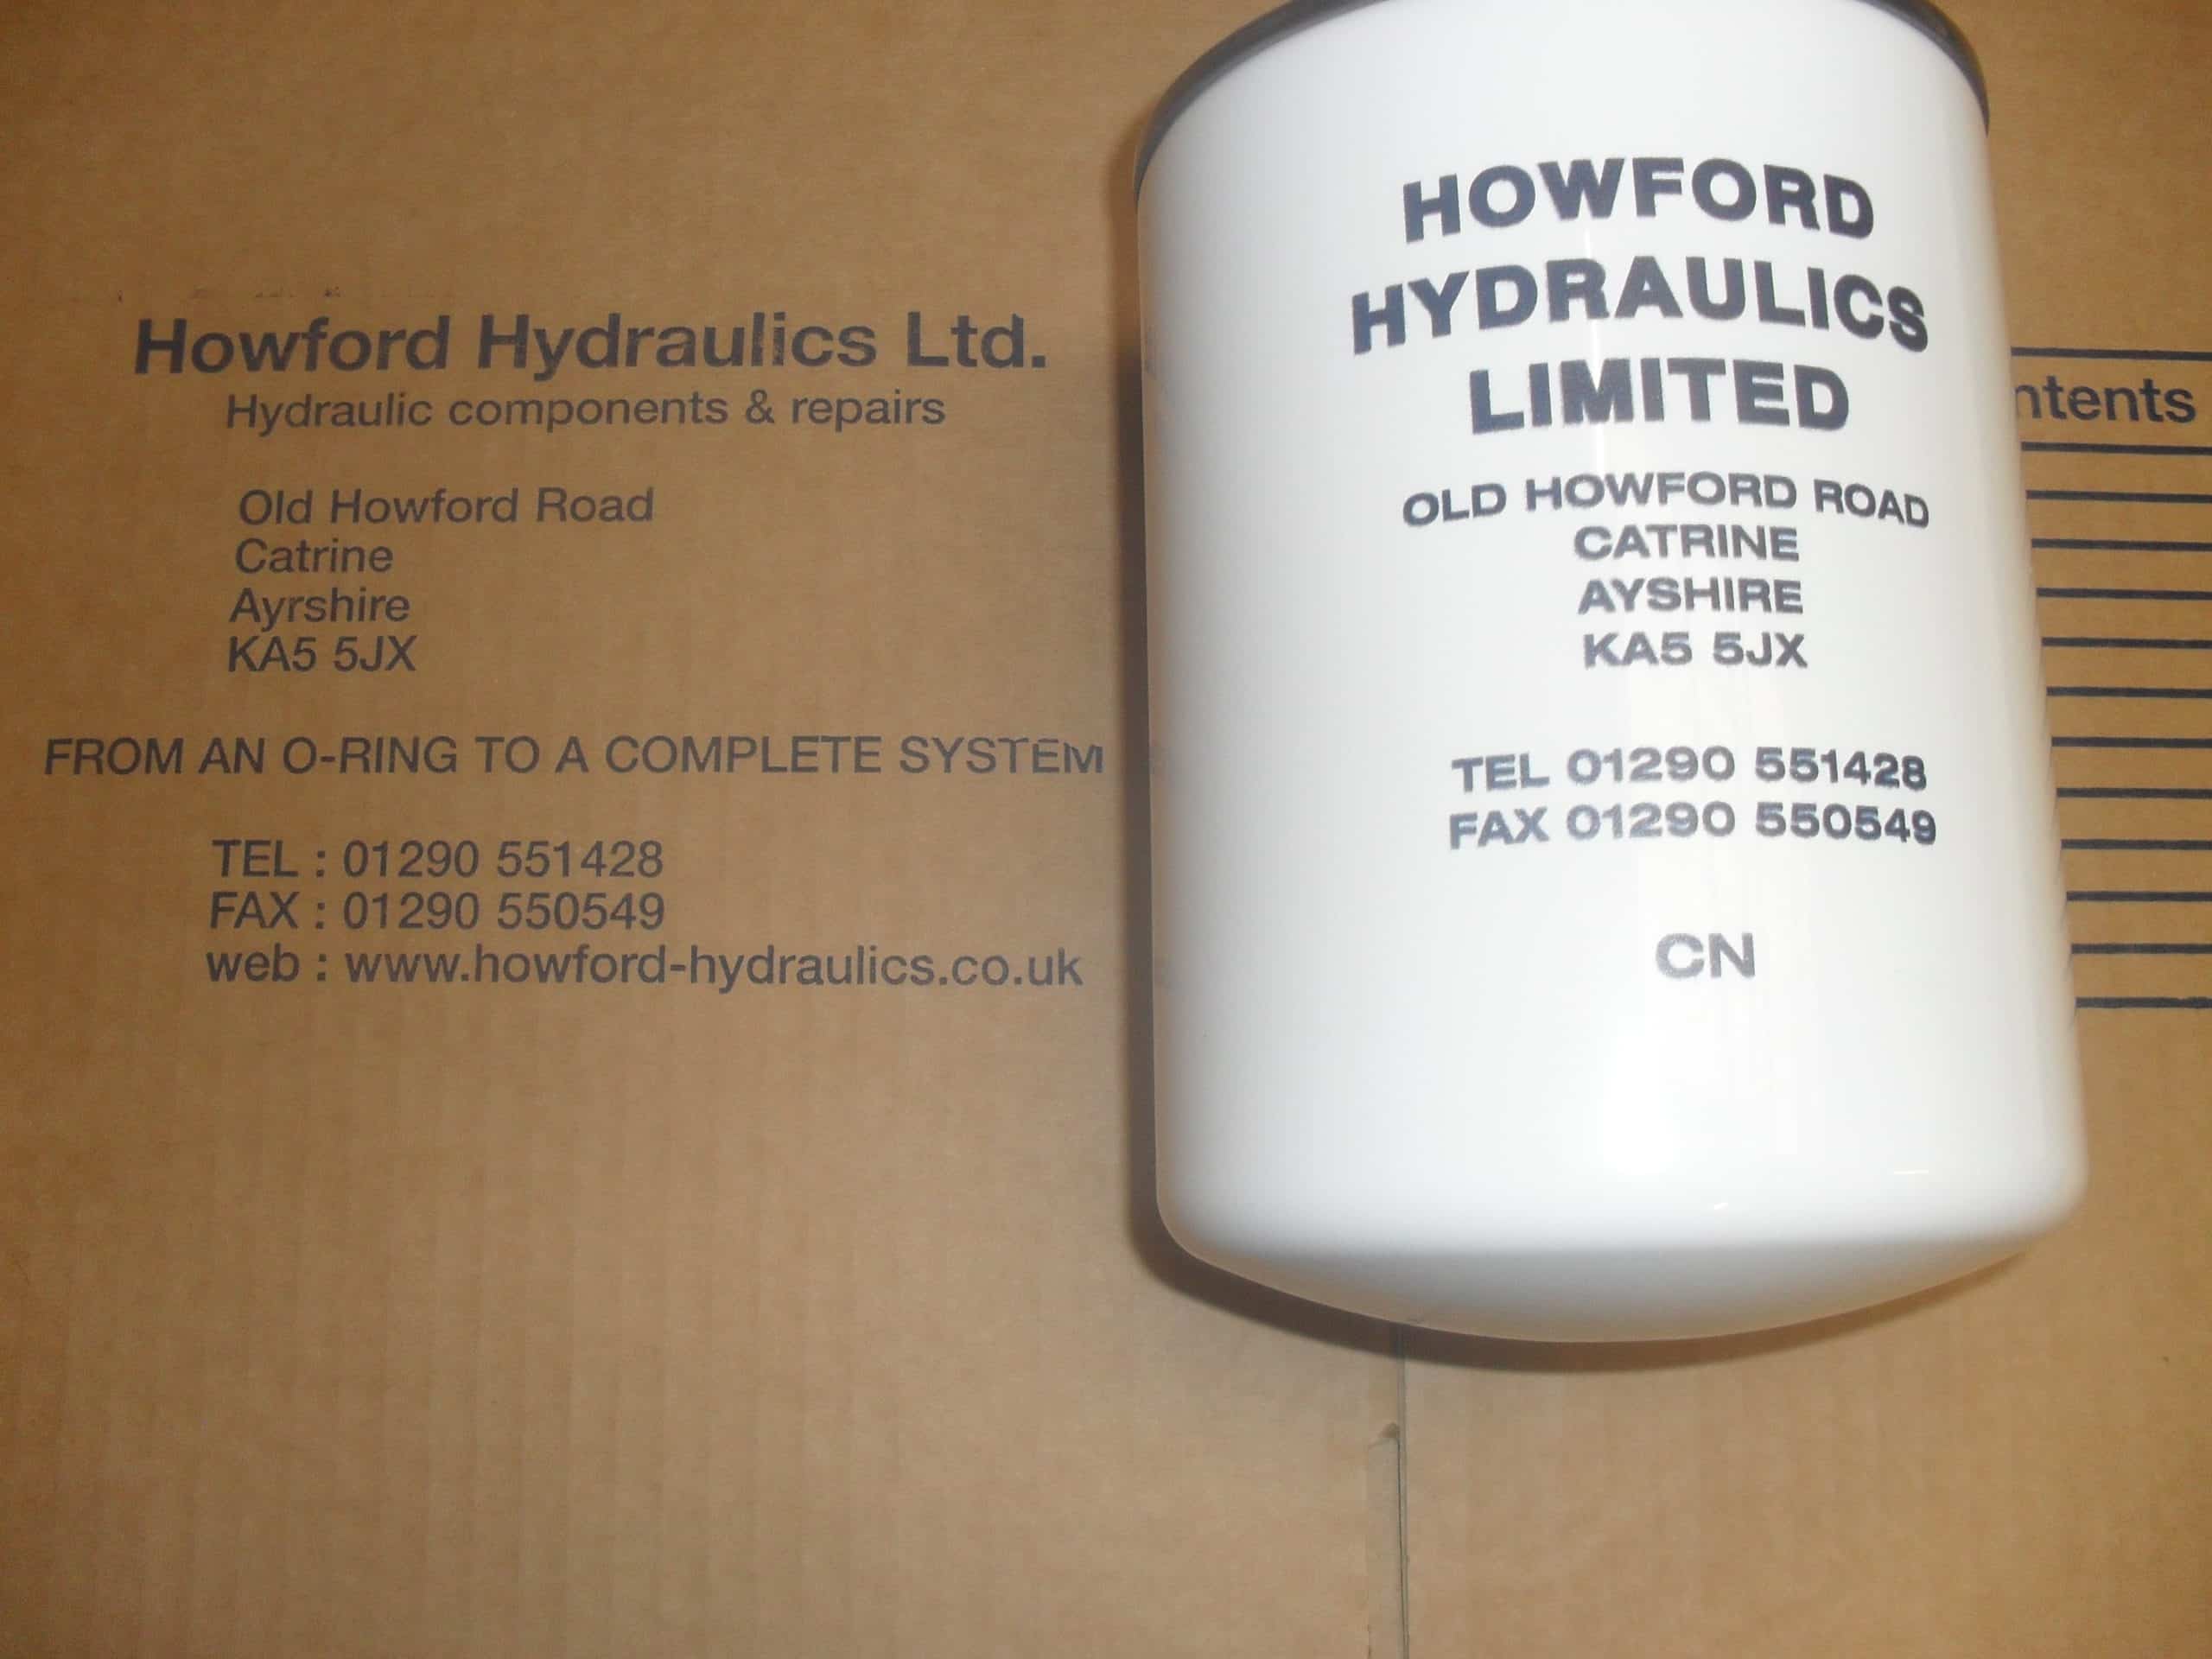 Howford Hydraulics Ltd.
Hydraulic components & repairs
Old Howford Road
Catrine
Ayrshire
KA5 5JX
FROM AN O-RING TO A COMPLETE SYSTEM
TEL : 01290 551428
FAX : 01290 550549
web : www.howford-hydraulics.co.uk
HOWFORD
HYDRAULICS
LIMITED
OLD HOWFORD ROAD
CATRINE
AYSHIRE
KA5 5JX
TEL 01290 551428
FAX 01290 550549
CN
ntents